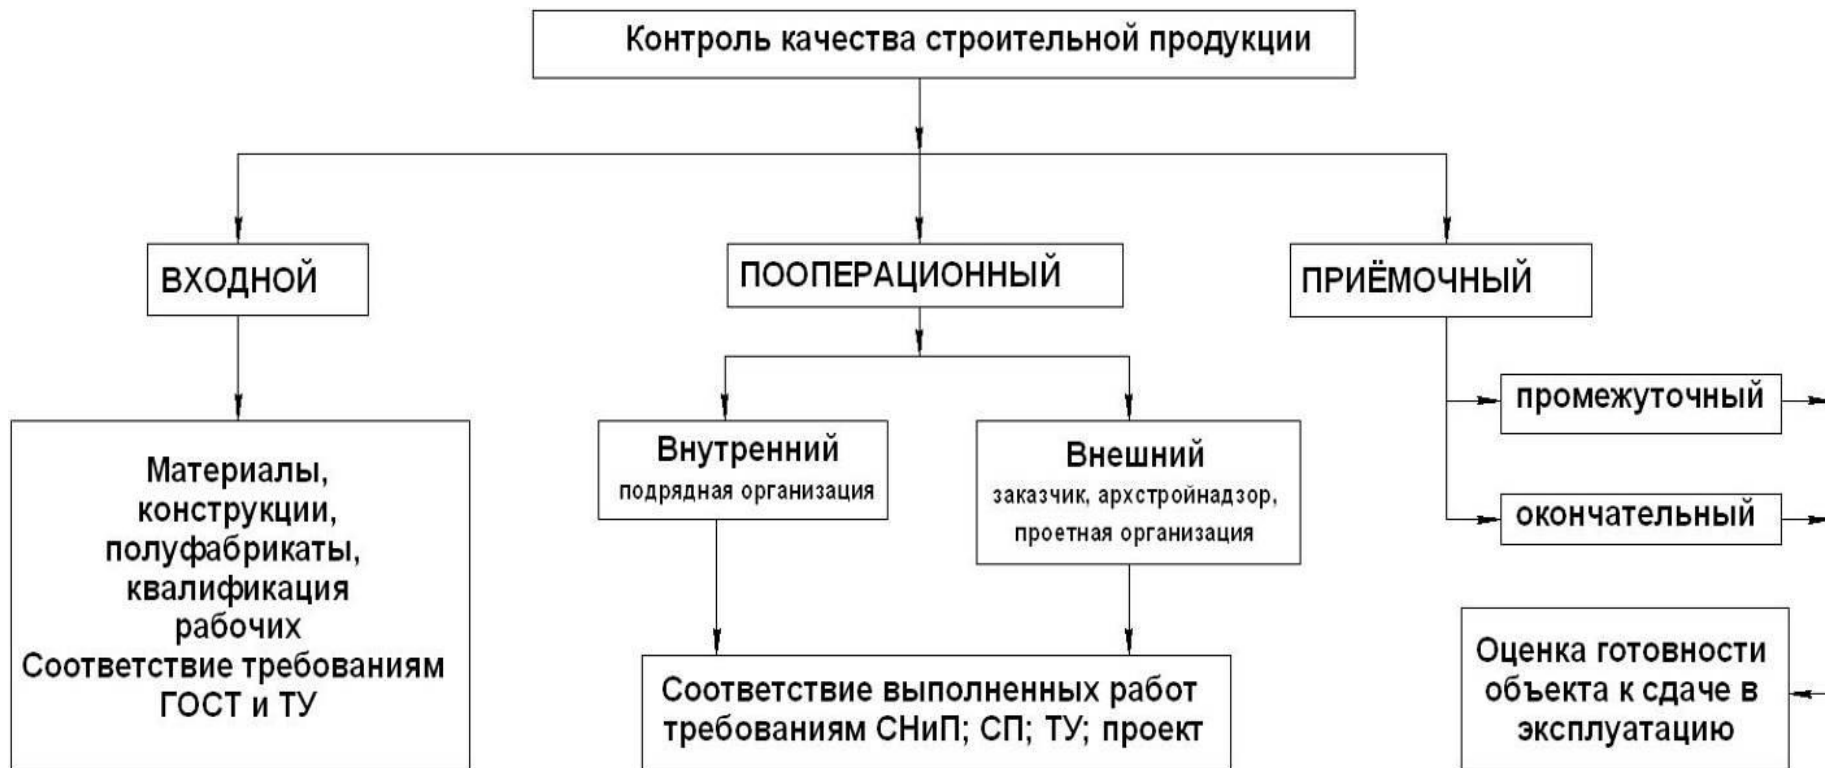 Контроль качества строительной продукции
ВХОДНОЙ
ПООПЕРАЦИОННЫЙ
ПРИЁМОЧНЫЙ
Материалы,
конструкции,
полуфабрикаты,
квалификация
рабочих
Соответствие требованиям
ГОСТ и ТУ
Внутренний
подрядная организация
Внешний
заказчик, архстройнадзор,
проетная организация
Соответствие выполненных работ
требованиям СНиП; СП; ТУ; проект
промежуточный
окончательный
Оценка готовности
объекта к сдаче в
эксплуатацию